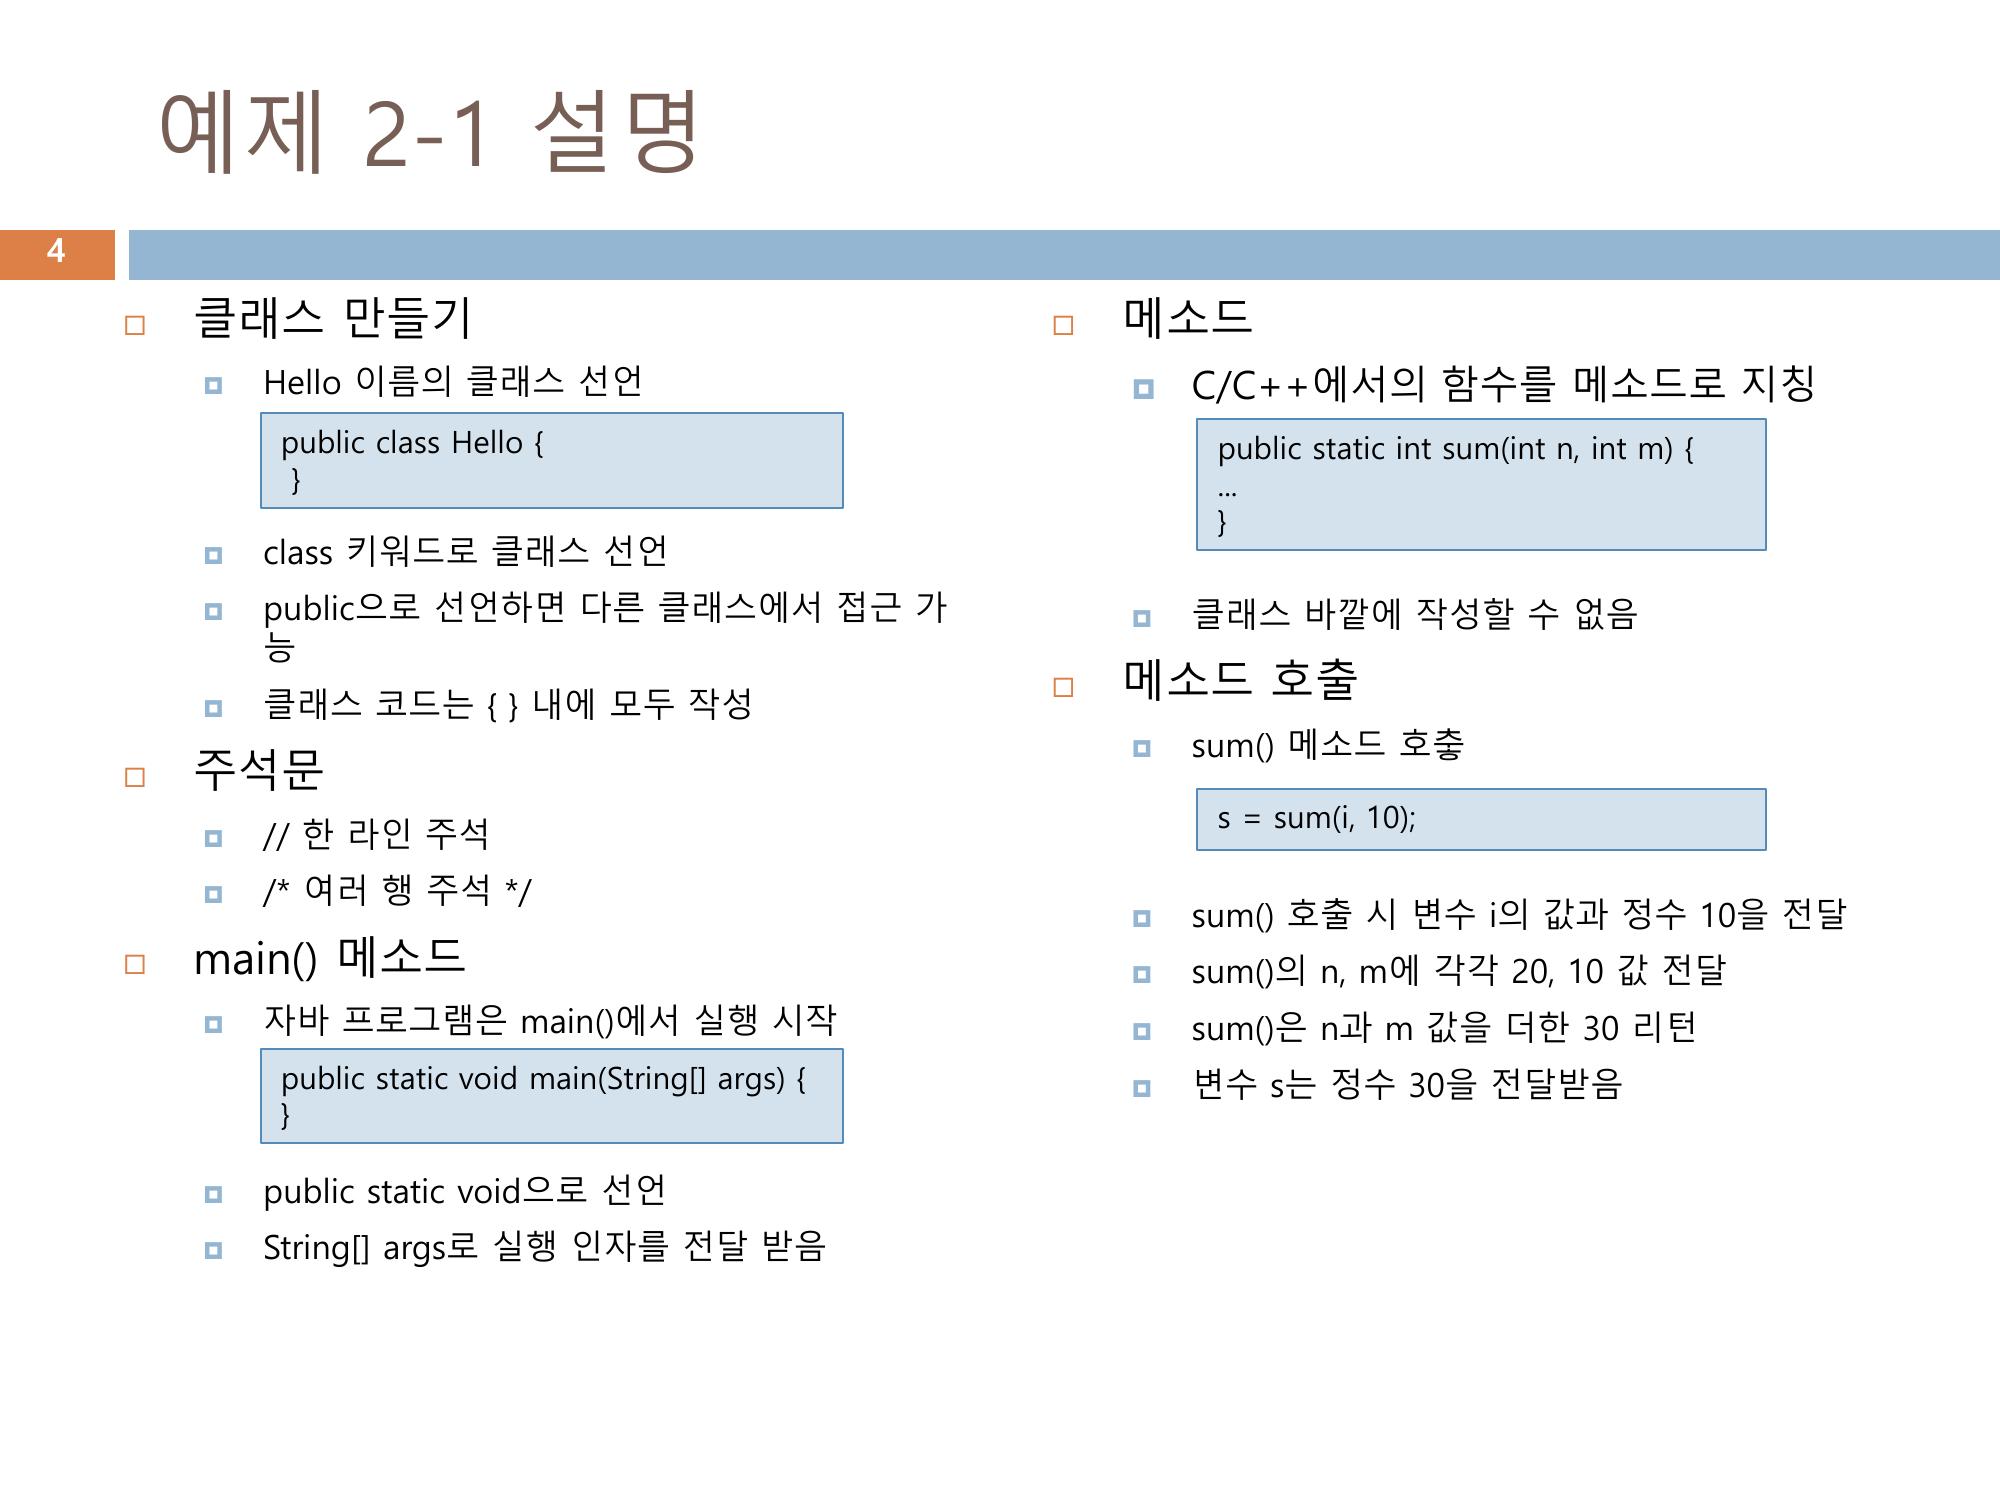 예제 2-1 설명
4
클래스 만들기
Hello 이름의 클래스 선언
public class Hello {
}
class 키워드로 클래스 선언
public으로 선언하면 다른 클래스에서 접근 가
능
클래스 코드는 { } 내에 모두 작성
주석문
// 한 라인 주석
/* 여러 행 주석 */
main() 메소드
자바 프로그램은 main()에서 실행 시작
public static void main(String[] args) {
}
public static void으로 선언
String[] args로 실행 인자를 전달 받음
메소드
C/C++에서의 함수를 메소드로 지칭
public static int sum(int n, int m) {
...
}
클래스 바깥에 작성할 수 없음
메소드 호출
sum() 메소드 호춯
s = sum(i, 10);
sum() 호출 시 변수 i의 값과 정수 10을 전달
sum()의 n, m에 각각 20, 10 값 전달
sum()은 n과 m 값을 더한 30 리턴
변수 s는 정수 30을 전달받음